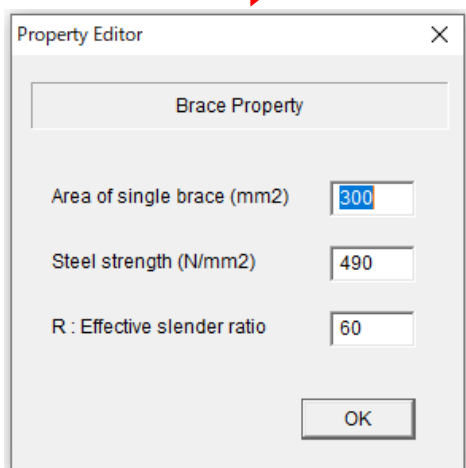 Property Editor
Brace Property
Area of single brace (mm2) 300
Steel strength (N/mm2) 490
R : Effective slender ratio 60
OK